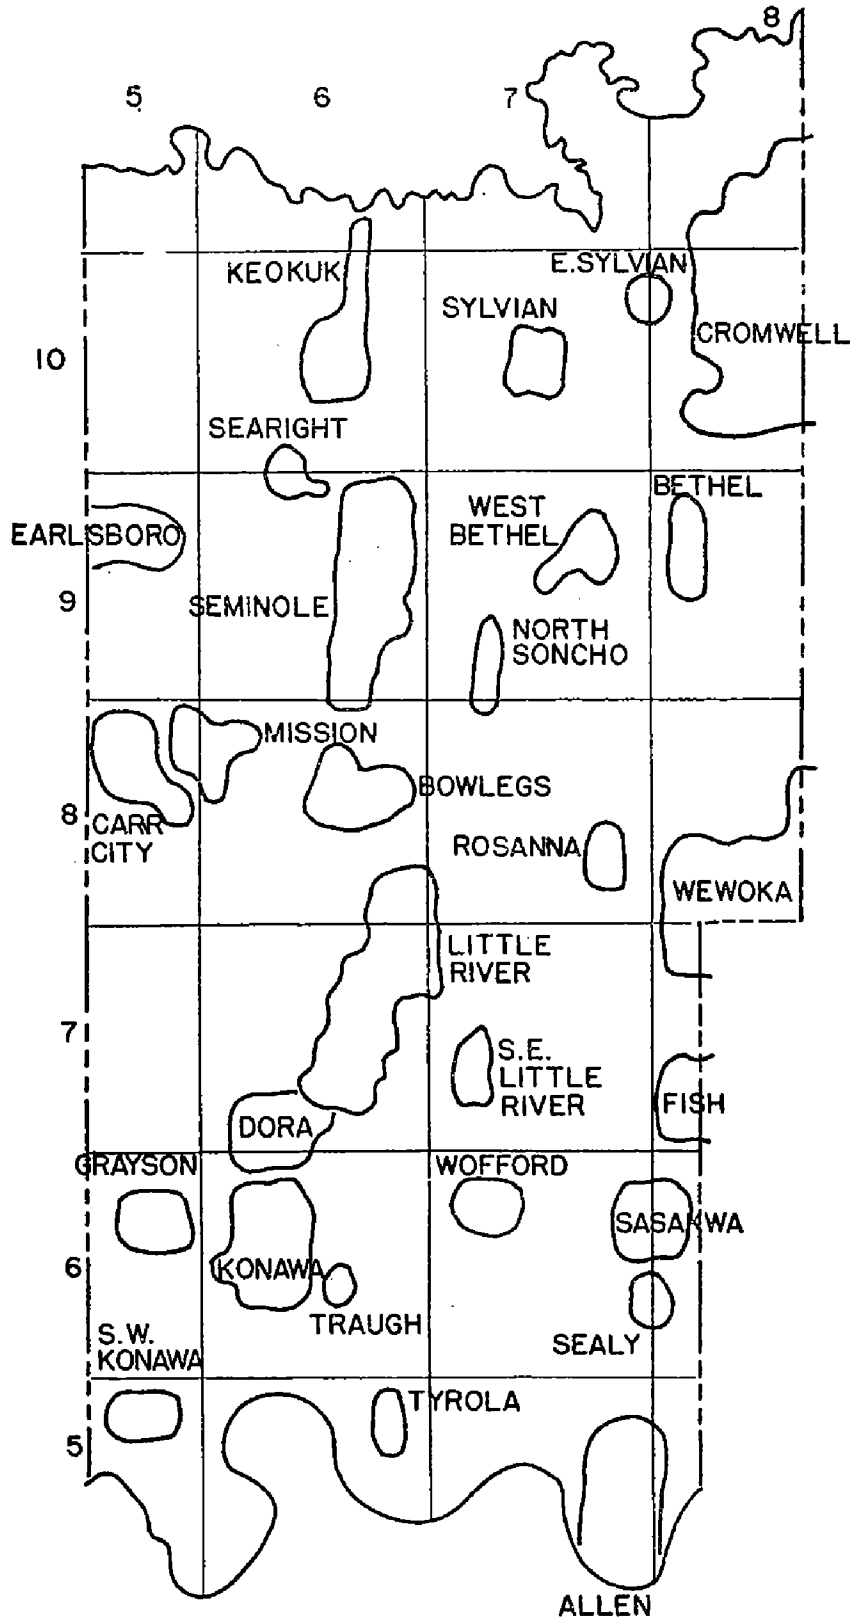 8
5
6
7
KEOKUK
E.SYLVIAN
SYLVIAN
CROMWELL
10
SEARIGHT
BETHEL
WEST
BETHEL
EARLSBORO
9
SEMINOLE
NORTH
SONCHO
MISSION
BOWLEGS
8
CARR
CITY
ROSANNA
WEWOKA
LITTLE
RIVER
7
S.E.
LITTLE
RIVER
FISH
DORA
GRAYSON
WOFFORD
SASAKWA
6
KONAWA
TRAUGH
S.W.
KONAWA
SEALY
TYROLA
5
ALLEN